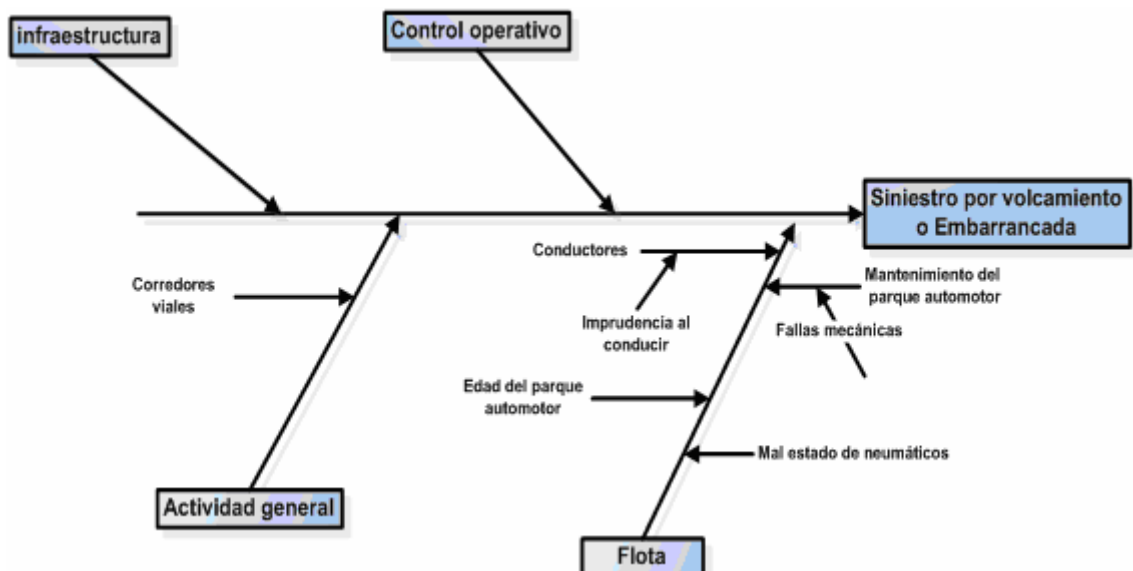 infraestructura
Control operativo
Siniestro por volcamiento
o Embarrancada
Conductores
Corredores
viales
Mantenimiento del
parque automotor
Imprudencia al
conducir
Fallas mecánicas
Edad del parque
automotor
Mal estado de neumáticos
Actividad general
Flota